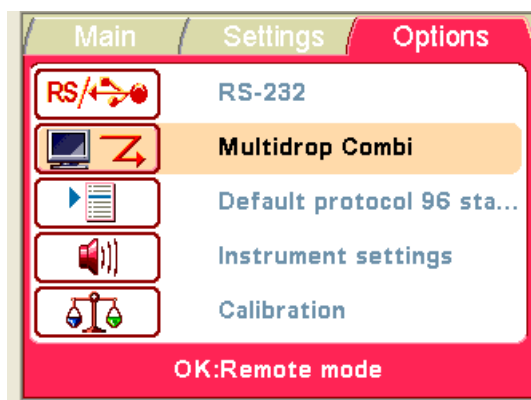 Main Settings Options
RS/ RS-232
Multidrop Combi
Default protocol 96 sta...
Instrument settings
Calibration
OK:Remote mode